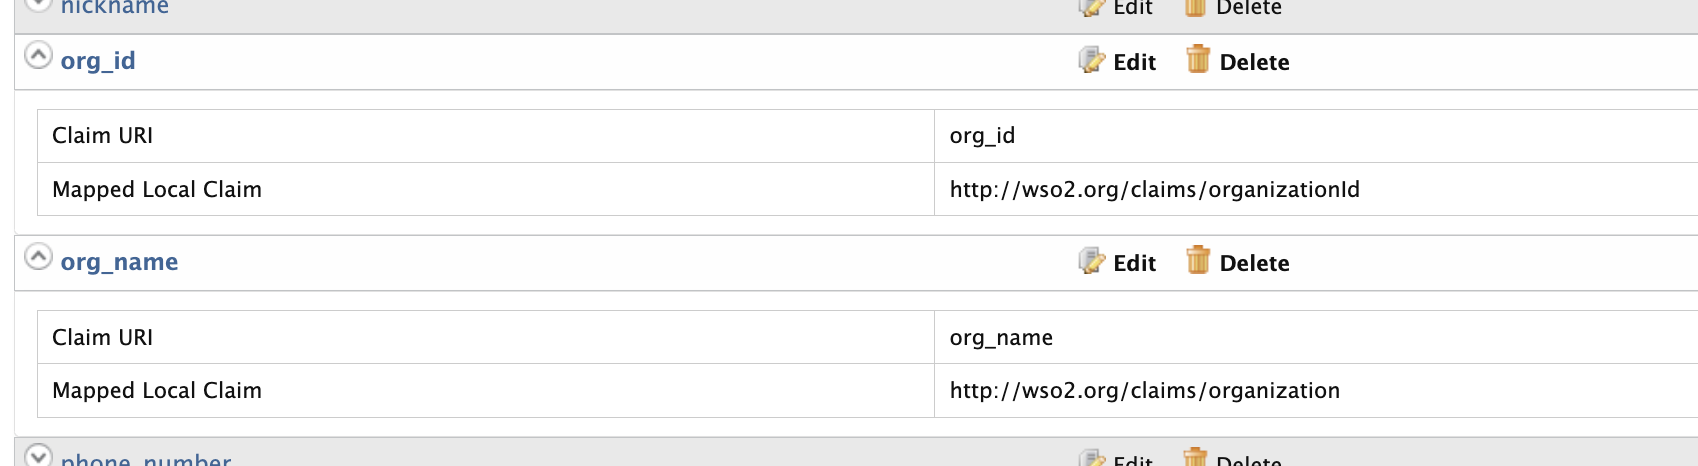 nickname Edit Delete
org_id Edit Delete
Claim URI org_id
Mapped Local Claim http://wso2.org/claims/organizationId
org_name Edit Delete
Claim URI org_name
Mapped Local Claim http://wso2.org/claims/organization
phone_number Edit Delete